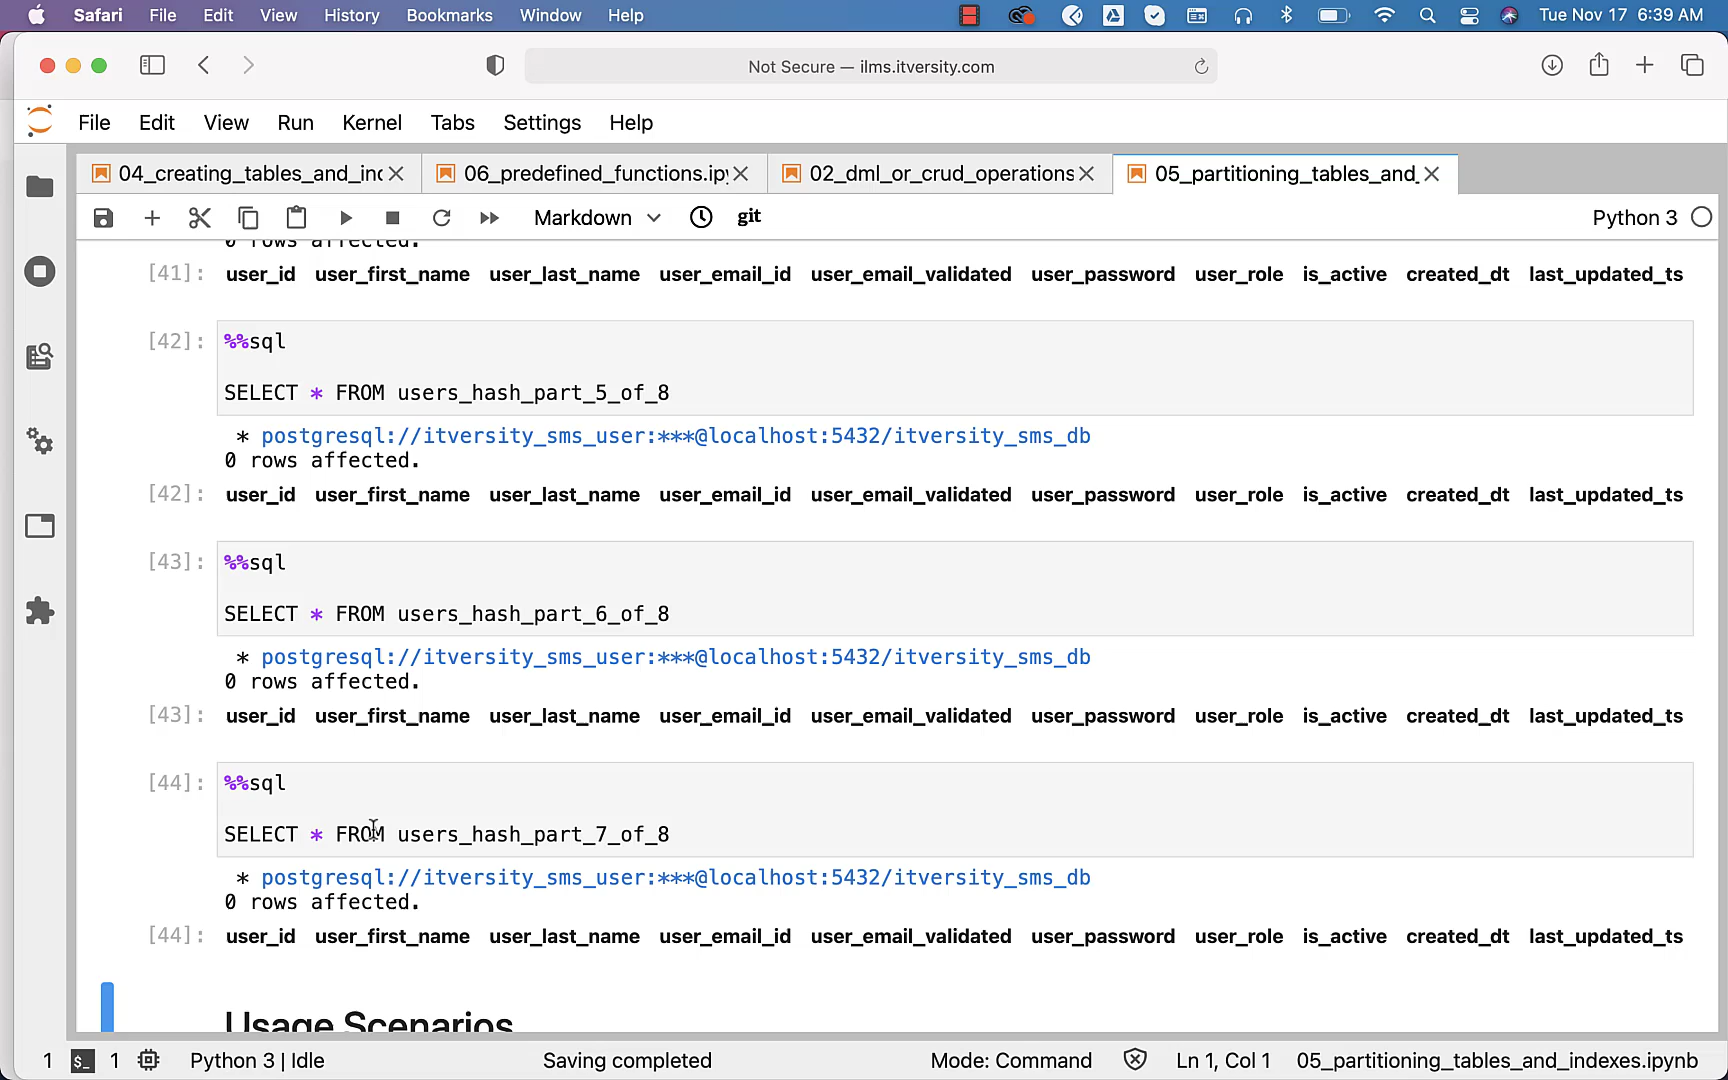 Safari File Edit View History Bookmarks Window Help Tue Nov 17 6:39 AM
Not Secure — ilms.itversity.com
File Edit View Run Kernel Tabs Settings Help
04_creating_tables_and_inc 06_predefined_functions.ipy 02_dml_or_crud_operations 05_partitioning_tables_and_
Markdown git Python 3
0 rows affected.
[41]: user_id user_first_name user_last_name user_email_id user_email_validated user_password user_role is_active created_dt last_updated_ts
[42]: %%sql
SELECT * FROM users_hash_part_5_of_8
* postgresql://itversity_sms_user:***@localhost:5432/itversity_sms_db
0 rows affected.
[42]: user_id user_first_name user_last_name user_email_id user_email_validated user_password user_role is_active created_dt last_updated_ts
[43]: %%sql
SELECT * FROM users_hash_part_6_of_8
* postgresql://itversity_sms_user:***@localhost:5432/itversity_sms_db
0 rows affected.
[43]: user_id user_first_name user_last_name user_email_id user_email_validated user_password user_role is_active created_dt last_updated_ts
[44]: %%sql
SELECT * FROM users_hash_part_7_of_8
* postgresql://itversity_sms_user:***@localhost:5432/itversity_sms_db
0 rows affected.
[44]: user_id user_first_name user_last_name user_email_id user_email_validated user_password user_role is_active created_dt last_updated_ts
Usage Scenarios
1 $_ 1 Python 3 | Idle Saving completed Mode: Command Ln 1, Col 1 05_partitioning_tables_and_indexes.ipynb